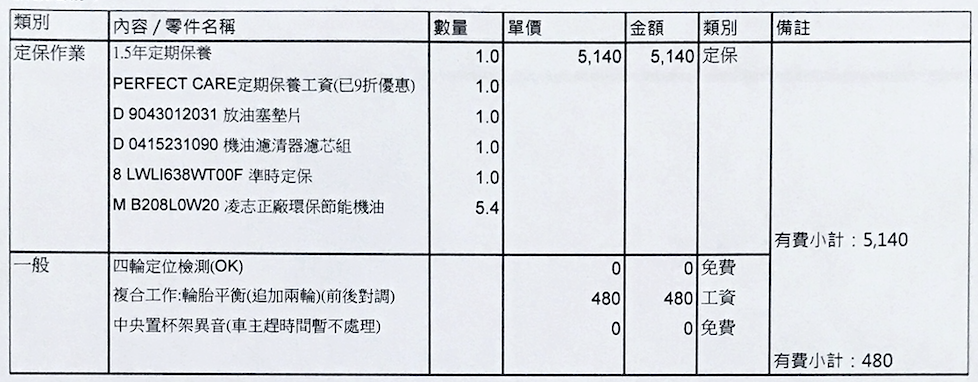 類別 內容 / 零件名稱 數量 單價 金額 類別 備註
定保作業 1.5年定期保養 1.0 5,140 5,140 定保
PERFECT CARE定期保養工資(已9折優惠) 1.0
D 9043012031 放油塞墊片 1.0
D 0415231090 機油濾清器濾芯組 1.0
8 LWLI638WT00F 準時定保 1.0
M B208L0W20 凌志正廠環保節能機油 5.4
有費小計：5,140
一般 四輪定位檢測(OK) 0 0 免費
複合工作:輪胎平衡(追加兩輪)(前後對調) 480 480 工資
中央置杯架異音(車主趕時間暫不處理) 0 0 免費
有費小計：480